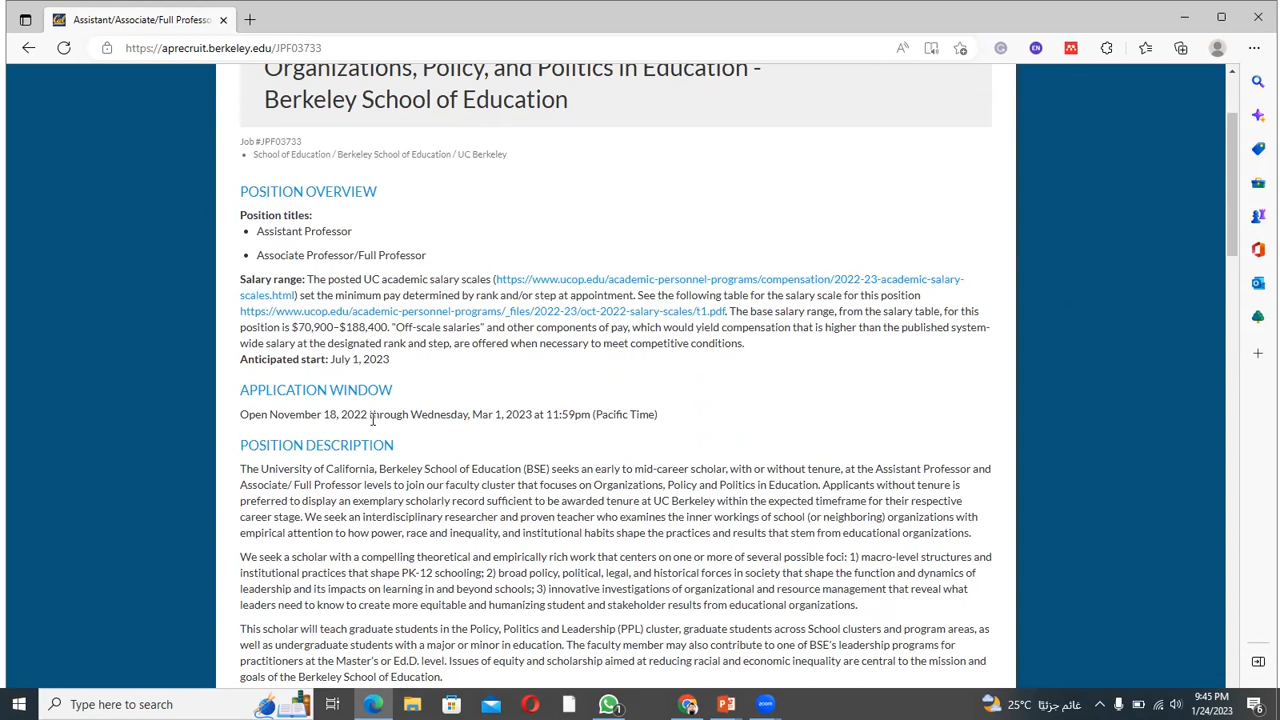 Assistant/Associate/Full Professo
https://aprecruit.berkeley.edu/JPF03733
Organizations, Policy, and Politics in Education -
Berkeley School of Education
Job #JPF03733
• School of Education / Berkeley School of Education / UC Berkeley
POSITION OVERVIEW
Position titles:
• Assistant Professor
• Associate Professor/Full Professor
Salary range: The posted UC academic salary scales (https://www.ucop.edu/academic-personnel-programs/compensation/2022-23-academic-salary-
scales.html) set the minimum pay determined by rank and/or step at appointment. See the following table for the salary scale for this position
https://www.ucop.edu/academic-personnel-programs/_files/2022-23/oct-2022-salary-scales/t1.pdf. The base salary range, from the salary table, for this
position is $70,900–$188,400. "Off-scale salaries" and other components of pay, which would yield compensation that is higher than the published system-
wide salary at the designated rank and step, are offered when necessary to meet competitive conditions.
Anticipated start: July 1, 2023
APPLICATION WINDOW
Open November 18, 2022 through Wednesday, Mar 1, 2023 at 11:59pm (Pacific Time)
POSITION DESCRIPTION
The University of California, Berkeley School of Education (BSE) seeks an early to mid-career scholar, with or without tenure, at the Assistant Professor and
Associate/ Full Professor levels to join our faculty cluster that focuses on Organizations, Policy and Politics in Education. Applicants without tenure is
preferred to display an exemplary scholarly record sufficient to be awarded tenure at UC Berkeley within the expected timeframe for their respective
career stage. We seek an interdisciplinary researcher and proven teacher who examines the inner workings of school (or neighboring) organizations with
empirical attention to how power, race and inequality, and institutional habits shape the practices and results that stem from educational organizations.
We seek a scholar with a compelling theoretical and empirically rich work that centers on one or more of several possible foci: 1) macro-level structures and
institutional practices that shape PK-12 schooling; 2) broad policy, political, legal, and historical forces in society that shape the function and dynamics of
leadership and its impacts on learning in and beyond schools; 3) innovative investigations of organizational and resource management that reveal what
leaders need to know to create more equitable and humanizing student and stakeholder results from educational organizations.
This scholar will teach graduate students in the Policy, Politics and Leadership (PPL) cluster, graduate students across School clusters and program areas, as
well as undergraduate students with a major or minor in education. The faculty member may also contribute to one of BSE's leadership programs for
practitioners at the Master's or Ed.D. level. Issues of equity and scholarship aimed at reducing racial and economic inequality are central to the mission and
goals of the Berkeley School of Education.
Type here to search
25°C غائم جزئيًا
9:45 PM
1/24/2023